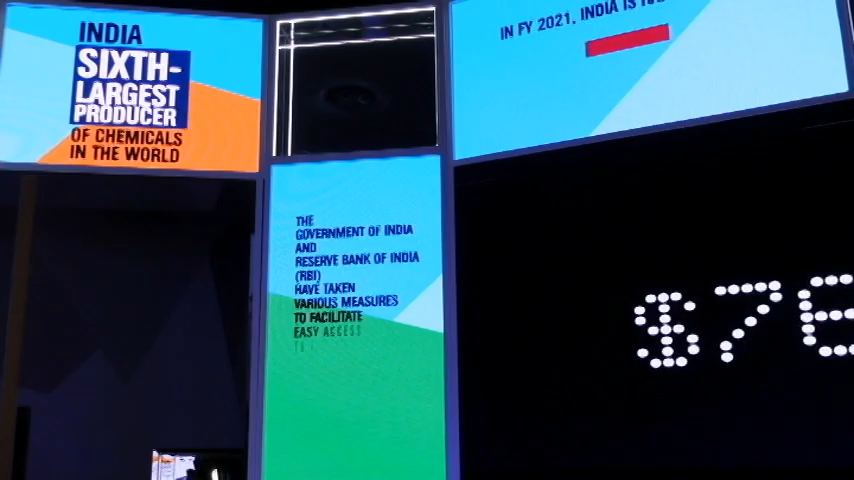 INDIA
SIXTH-
LARGEST
PRODUCER
OF CHEMICALS
IN THE WORLD
IN FY 2021, INDIA IS
THE
GOVERNMENT OF INDIA
AND
RESERVE BANK OF INDIA
(RBI)
HAVE TAKEN
VARIOUS MEASURES
TO FACILITATE
EASY ACCESS
$76